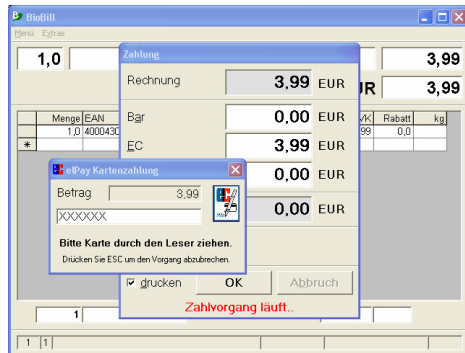 BioBill
Menü Extras
1,0
3,99
JR 3,99
Menge EAN VK Rabatt kg
1,0 4000430 99 0,0
*
Zahlung
Rechnung 3,99 EUR
Bar 0,00 EUR
EC 3,99 EUR
0,00 EUR
0,00 EUR
drucken OK Abbruch
Zahlvorgang läuft..
elPay Kartenzahlung
Betrag 3,99
XXXXXX
Bitte Karte durch den Leser ziehen.
Drücken Sie ESC um den Vorgang abzubrechen.
1
1 1